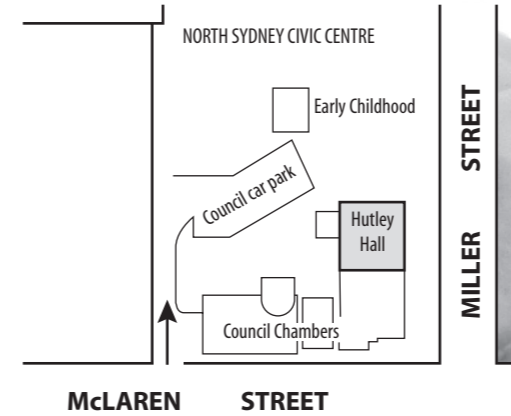 NORTH SYDNEY CIVIC CENTRE
Early Childhood
Council car park
Hutley
Hall
Council Chambers
MILLER STREET
McLAREN STREET